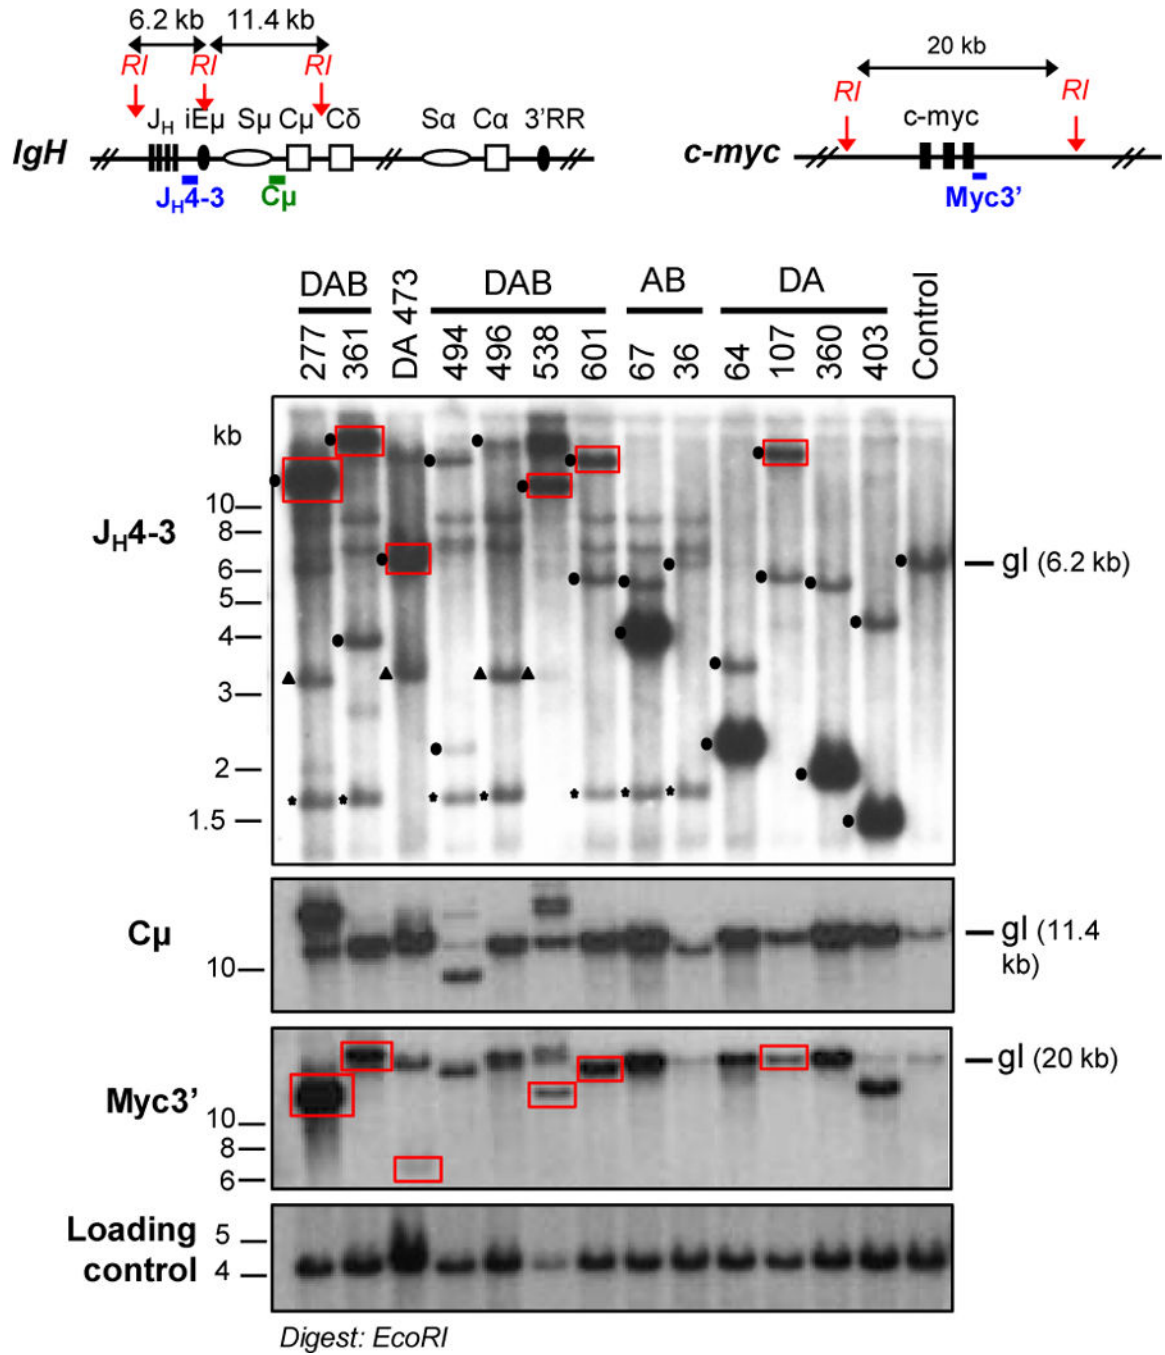 6.2 kb 11.4 kb
RI RI RI
JH iEμ Sμ Cμ Cδ Sα Cα 3'RR
IgH
JH4-3 Cμ
20 kb
RI RI
c-myc
c-myc
Myc3'
DAB DA 473 DAB AB DA Control
277 361 494 496 538 601 67 36 64 107 360 403
kb
10
8
6
5
4
3
2
1.5
JH4-3
gl (6.2 kb)
Cμ
10
gl (11.4
kb)
Myc3'
10
8
6
gl (20 kb)
Loading
control
5
4
Digest: EcoRI